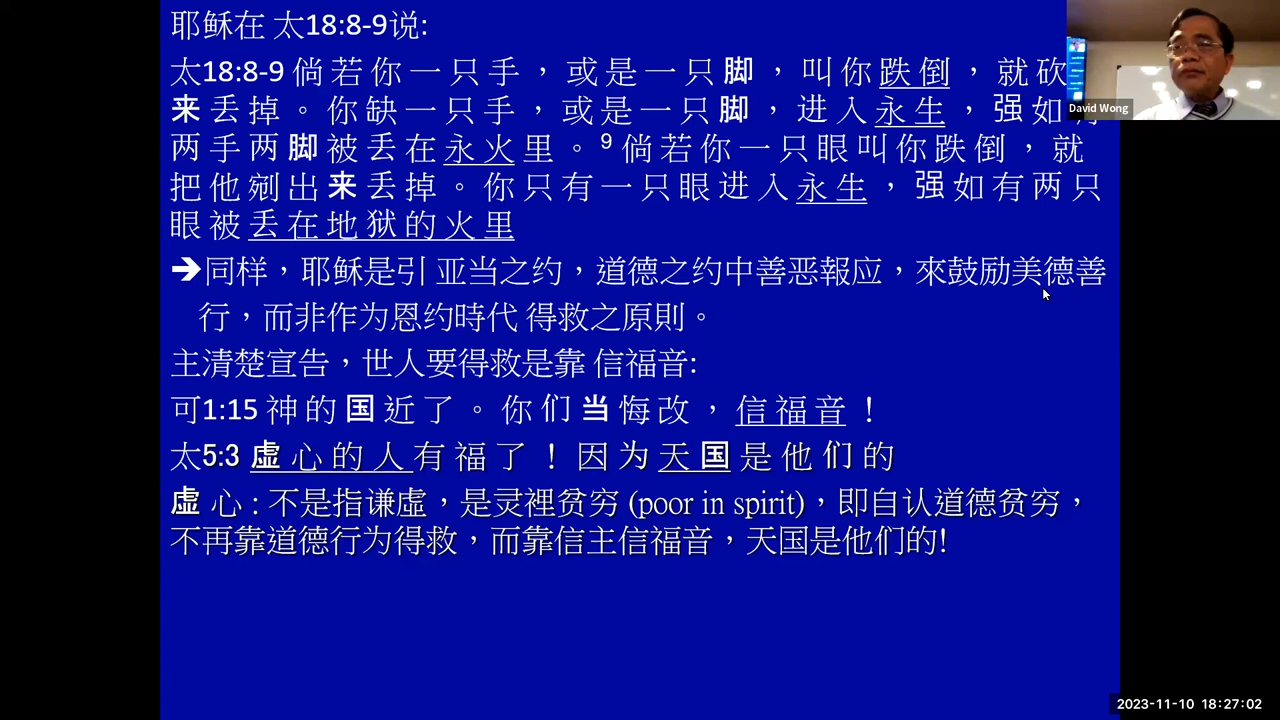 耶稣在 太18:8-9说:
太18:8-9 倘若你一只手，或是一只脚，叫你跌倒，就砍
来丢掉。你缺一只手，或是一只脚，进入永生，强如
两手两脚被丢在永火里。9 倘若你一只眼叫你跌倒，就
把他剜出来丢掉。你只有一只眼进入永生，强如有两只
眼被丢在地狱的火里
➔同样，耶稣是引 亚当之约，道德之约中善恶報应，來鼓励美德善
行，而非作为恩约時代 得救之原則。
主清楚宣告，世人要得救是靠 信福音:
可1:15 神的国近了。你们当悔改，信福音！
太5:3 虚心的人有福了！因为天国是他们的
虚心: 不是指谦虚，是灵裡贫穷 (poor in spirit)，即自认道德贫穷，
不再靠道德行为得救，而靠信主信福音，天国是他们的!
David Wong
2023-11-10 18:27:02